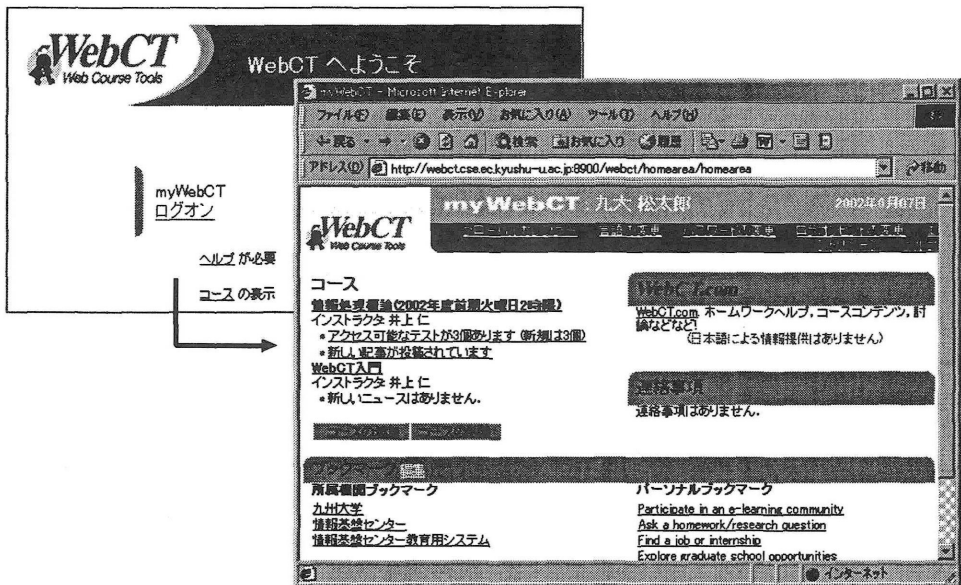 WebCT
Web Course Tools
WebCT へようこそ
myWebCT
ログオン
ヘルプ が必要
コース の表示
myWebCT - Microsoft Internet Explorer
ファイル(F) 編集(E) 表示(V) お気に入り(A) ツール(T) ヘルプ(H)
戻る 検索 お気に入り 履歴
アドレス(D) http://webct.cse.ec.kyushu-u.ac.jp:8900/webct/homearea/homearea 移動
WebCT
Web Course Tools
myWebCT : 九大 松太郎
コース
情報処理概論(2002年度前期火曜日2時限)
インストラクタ 井上 仁
アクセス可能なテストが3個あります (新規は3個)
新しい記事が投稿されています
WebCT入門
インストラクタ 井上 仁
新しいニュースはありません.
WebCT.com
WebCT.com. ホームワークヘルプ, コースコンテンツ, 討
論などなど!
(日本語による情報提供はありません)
連絡事項
連絡事項はありません.
ブックマーク 編集
所属機関ブックマーク
九州大学
情報基盤センター
情報基盤センター教育用システム
パーソナルブックマーク
Participate in an e-learning community
Ask a homework/research question
Find a job or internship
Explore graduate school opportunities
インターネット